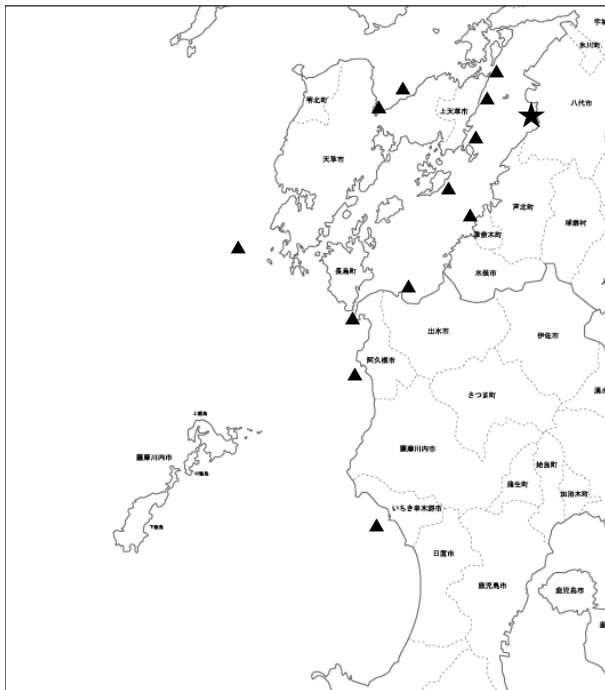 氷川町
八代市
苓北町
上天草市
天草市
芦北町
球磨村
津奈木町
長島町
水俣市
出水市
伊佐市
阿久根市
さつま町
湧水
上甑島
薩摩川内市
中甑島
薩摩川内市
姶良町
蒲生町
加治木町
いちき串木野市
下甑島
日置市
鹿児島市
鹿児島市